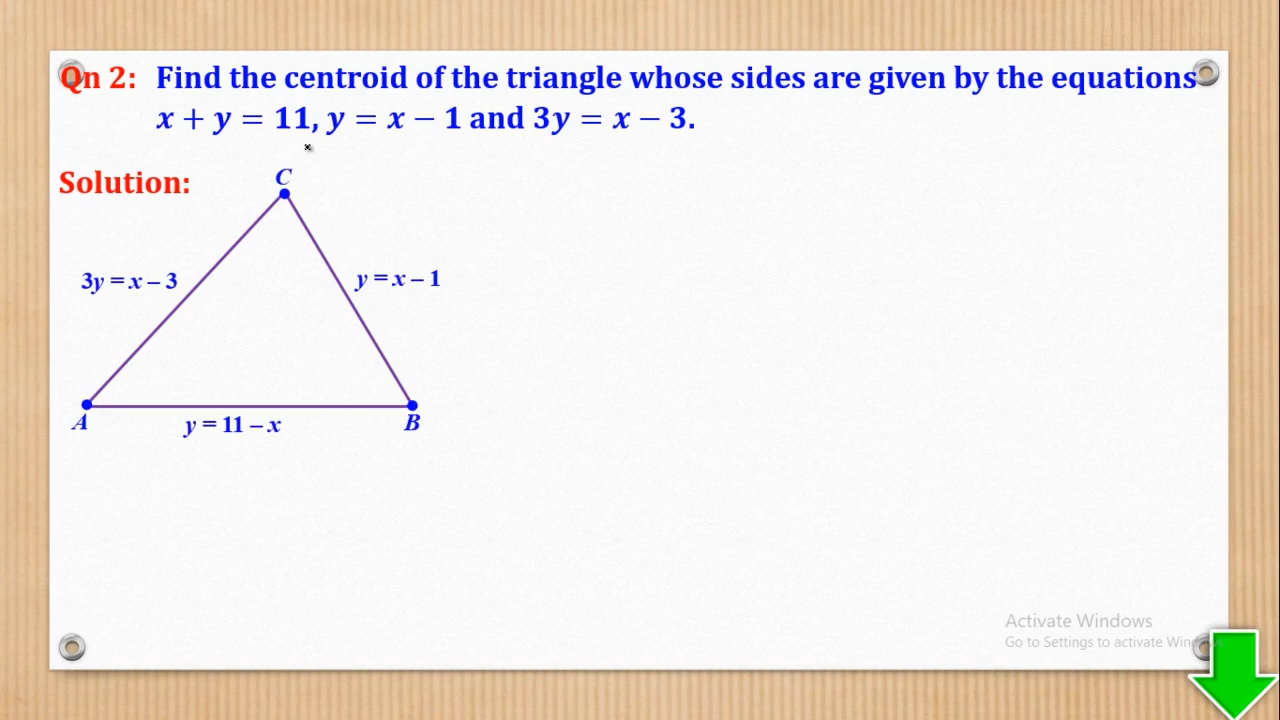 Qn 2: Find the centroid of the triangle whose sides are given by the equations
x + y = 11, y = x − 1 and 3y = x − 3.
Solution:
C
3y = x – 3
y = x – 1
A
B
y = 11 – x
Activate Windows
Go to Settings to activate Windows.